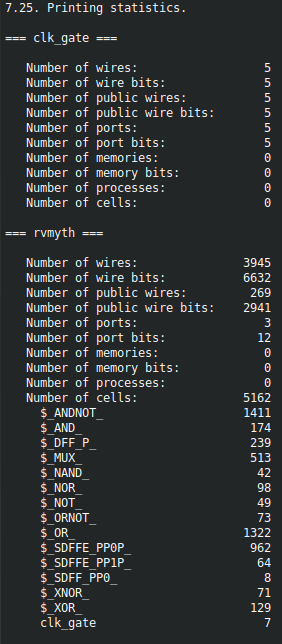 7.25. Printing statistics.
=== clk_gate ===
Number of wires: 5
Number of wire bits: 5
Number of public wires: 5
Number of public wire bits: 5
Number of ports: 5
Number of port bits: 5
Number of memories: 0
Number of memory bits: 0
Number of processes: 0
Number of cells: 0
=== rvmyth ===
Number of wires: 3945
Number of wire bits: 6632
Number of public wires: 269
Number of public wire bits: 2941
Number of ports: 3
Number of port bits: 12
Number of memories: 0
Number of memory bits: 0
Number of processes: 0
Number of cells: 5162
$_ANDNOT_ 1411
$_AND_ 174
$_DFF_P_ 239
$_MUX_ 513
$_NAND_ 42
$_NOR_ 98
$_NOT_ 49
$_ORNOT_ 73
$_OR_ 1322
$_SDFFE_PP0P_ 962
$_SDFFE_PP1P_ 64
$_SDFF_PP0_ 8
$_XNOR_ 71
$_XOR_ 129
clk_gate 7